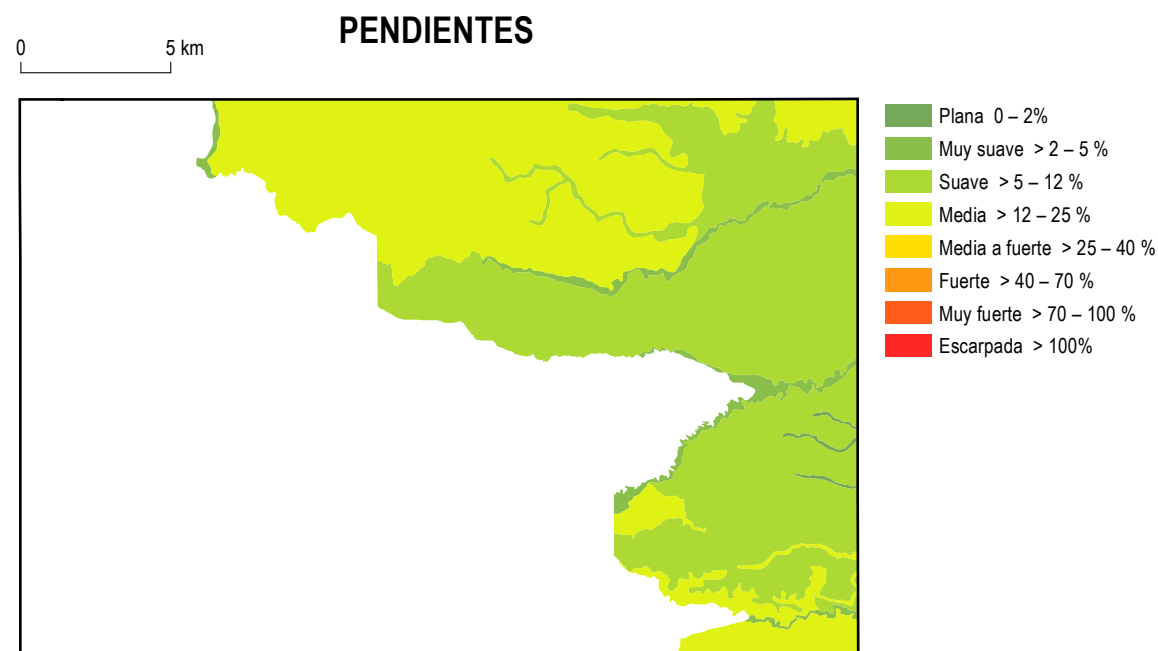 PENDIENTES
0 5 km
Plana 0 – 2%
Muy suave > 2 – 5 %
Suave > 5 – 12 %
Media > 12 – 25 %
Media a fuerte > 25 – 40 %
Fuerte > 40 – 70 %
Muy fuerte > 70 – 100 %
Escarpada > 100%